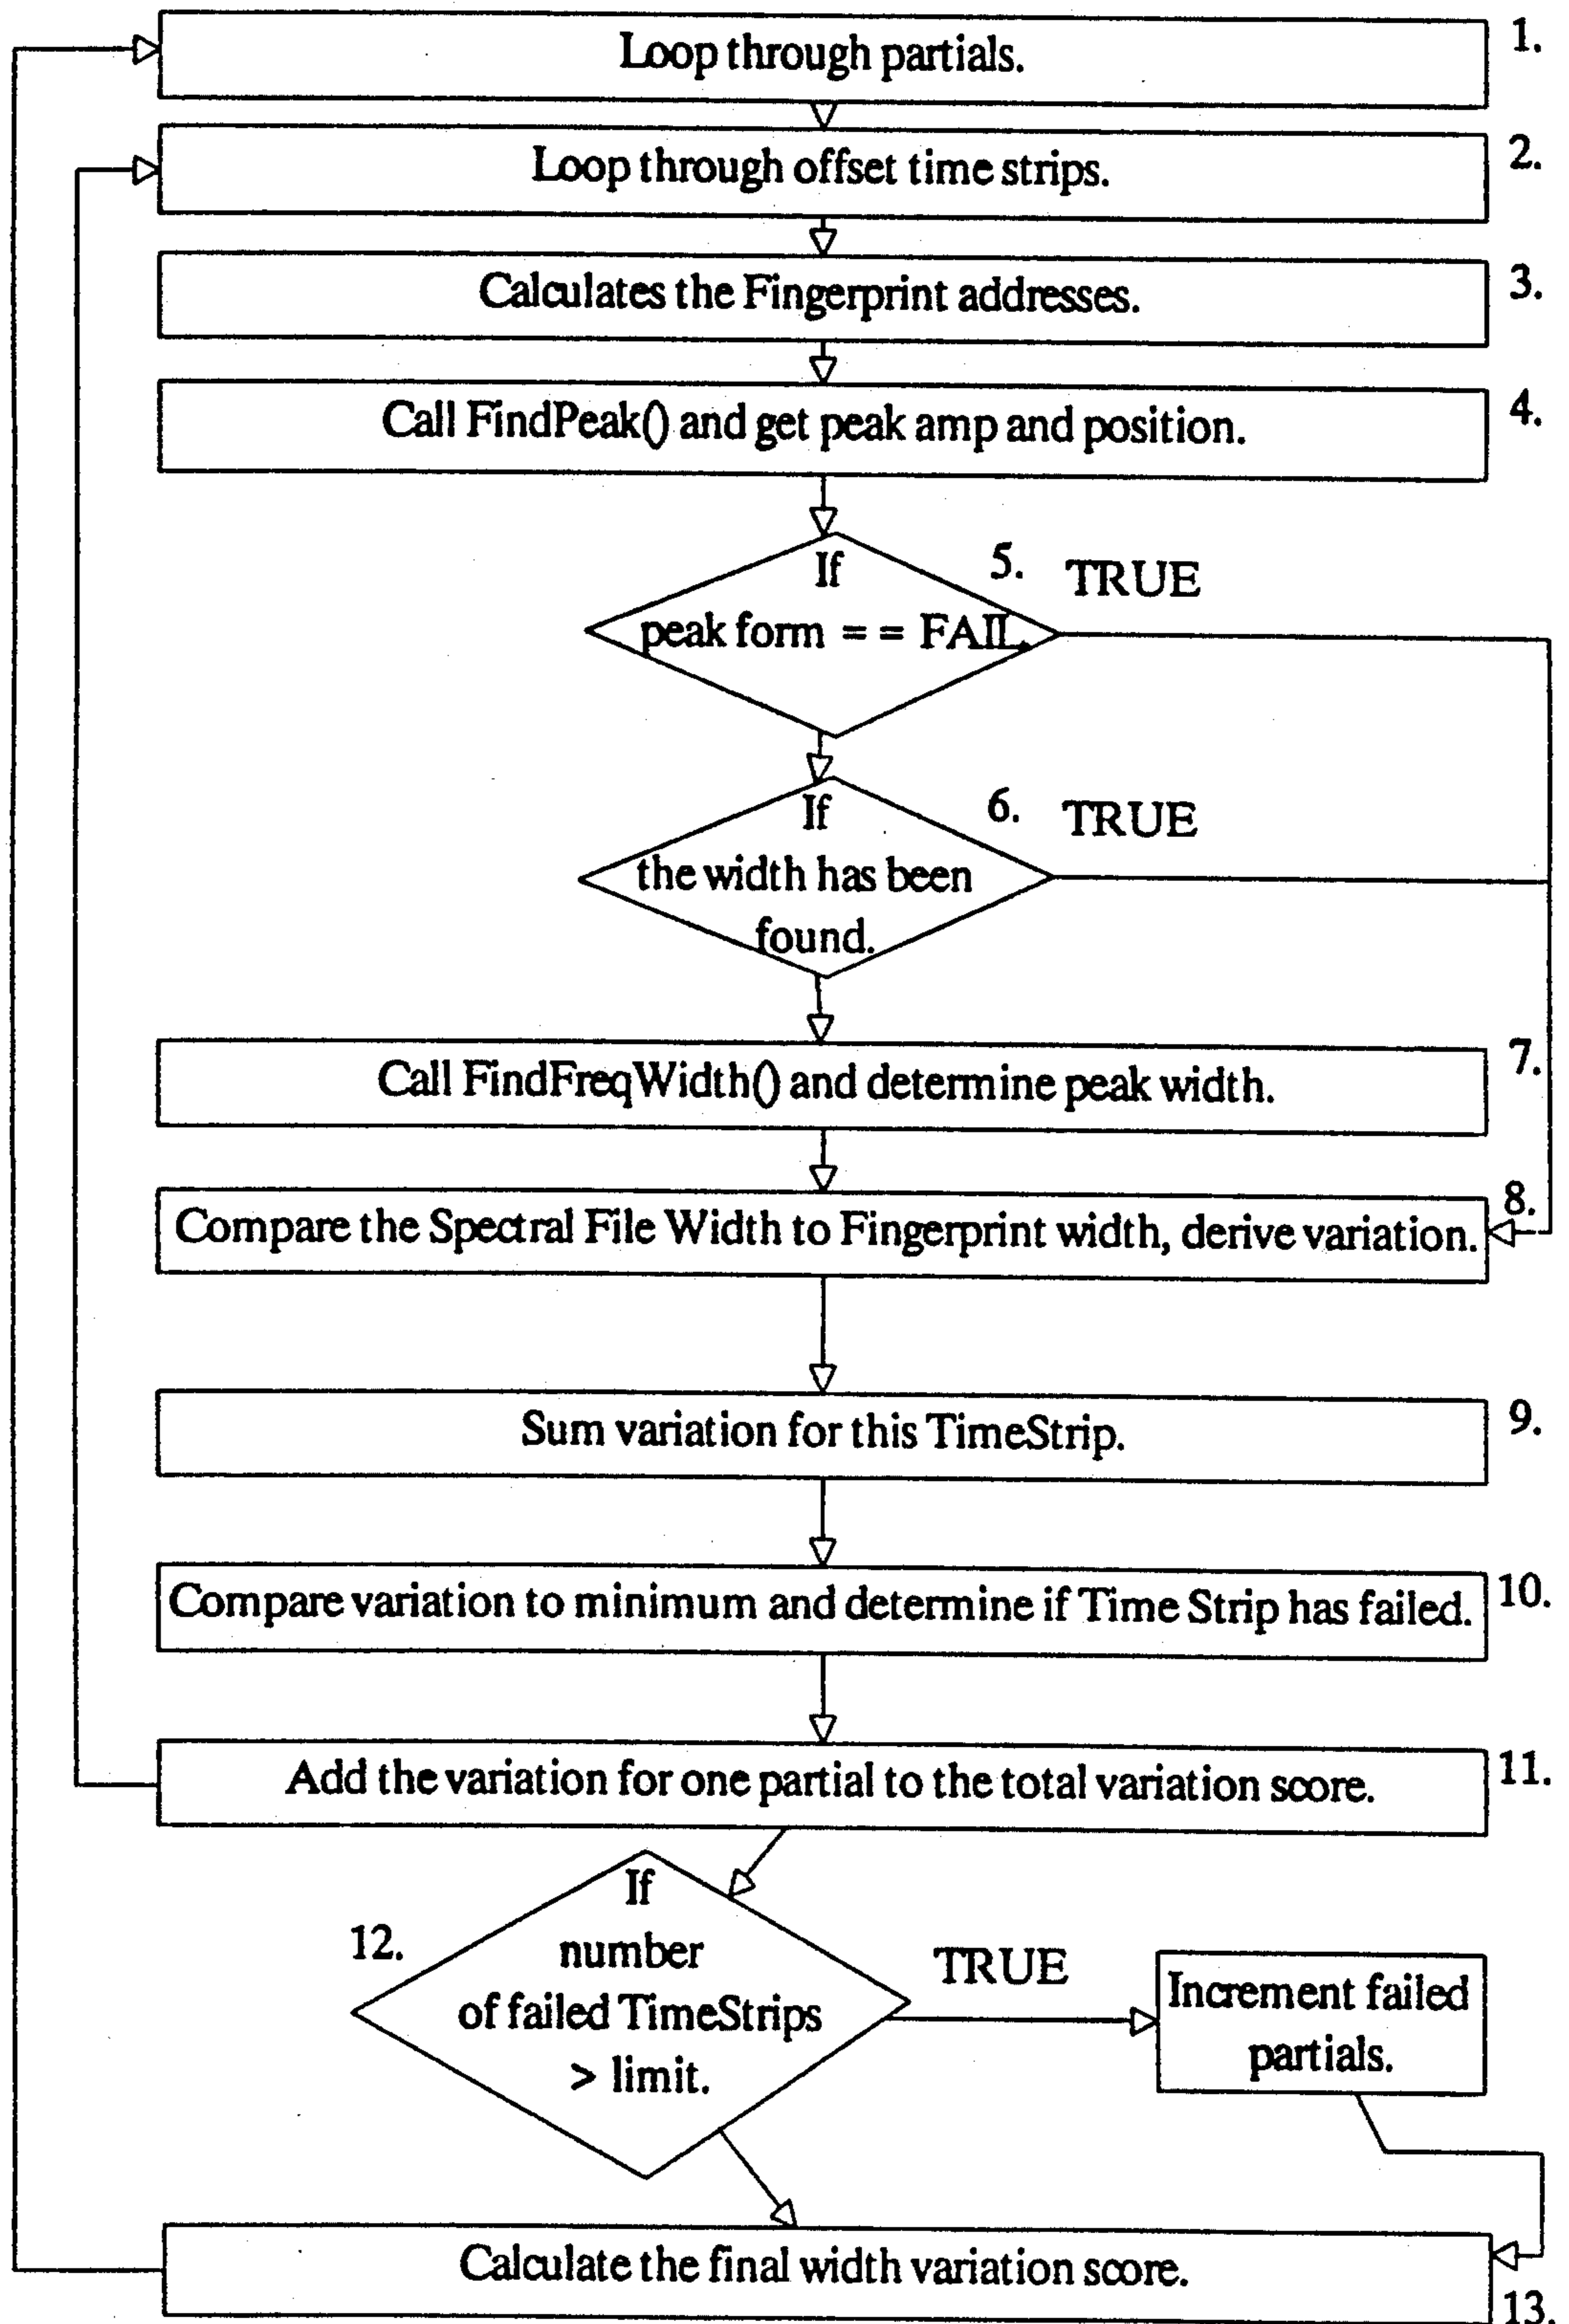 Loop through partials.
1.
Loop through offset time strips.
2.
Calculates the Fingerprint addresses.
3.
Call FindPeak() and get peak amp and position.
4.
If
peak form = = FAIL.
5.
TRUE
If
the width has been
found.
6.
TRUE
Call FindFreqWidth() and determine peak width.
7.
Compare the Spectral File Width to Fingerprint width, derive variation.
8.
Sum variation for this TimeStrip.
9.
Compare variation to minimum and determine if Time Strip has failed.
10.
Add the variation for one partial to the total variation score.
11.
12.
If
number
of failed TimeStrips
> limit.
TRUE
Increment failed
partials.
Calculate the final width variation score.
13.